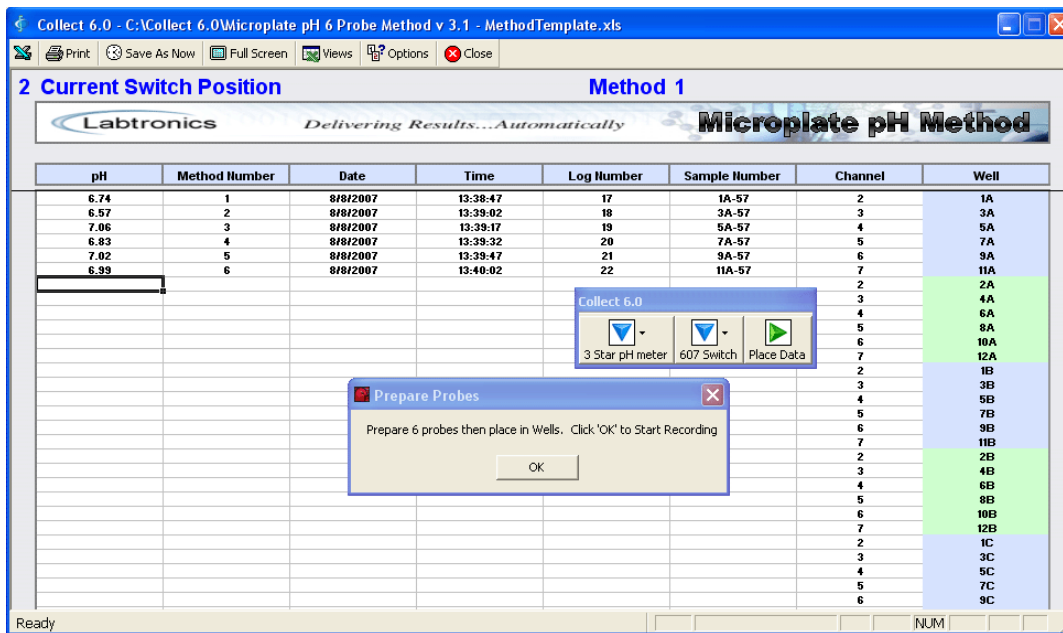 Collect 6.0 - C:\Collect 6.0\Microplate pH 6 Probe Method v 3.1 - MethodTemplate.xls
Print Save As Now Full Screen Views Options Close
2 Current Switch Position Method 1
Labtronics Delivering Results...Automatically Microplate pH Method
pH Method Number Date Time Log Number Sample Number Channel Well
6.74 1 8/8/2007 13:38:47 17 1A-57 2 1A
6.57 2 8/8/2007 13:39:02 18 3A-57 3 3A
7.06 3 8/8/2007 13:39:17 19 5A-57 4 5A
6.83 4 8/8/2007 13:39:32 20 7A-57 5 7A
7.02 5 8/8/2007 13:39:47 21 9A-57 6 9A
6.99 6 8/8/2007 13:40:02 22 11A-57 7 11A
2 2A
3 4A
4 6A
5 8A
6 10A
7 12A
2 1B
3 3B
4 5B
5 7B
6 9B
7 11B
2 2B
3 4B
4 6B
5 8B
6 10B
7 12B
2 1C
3 3C
4 5C
5 7C
6 9C
Collect 6.0
3 Star pH meter 607 Switch Place Data
Prepare Probes
Prepare 6 probes then place in Wells. Click 'OK' to Start Recording
OK
Ready NUM